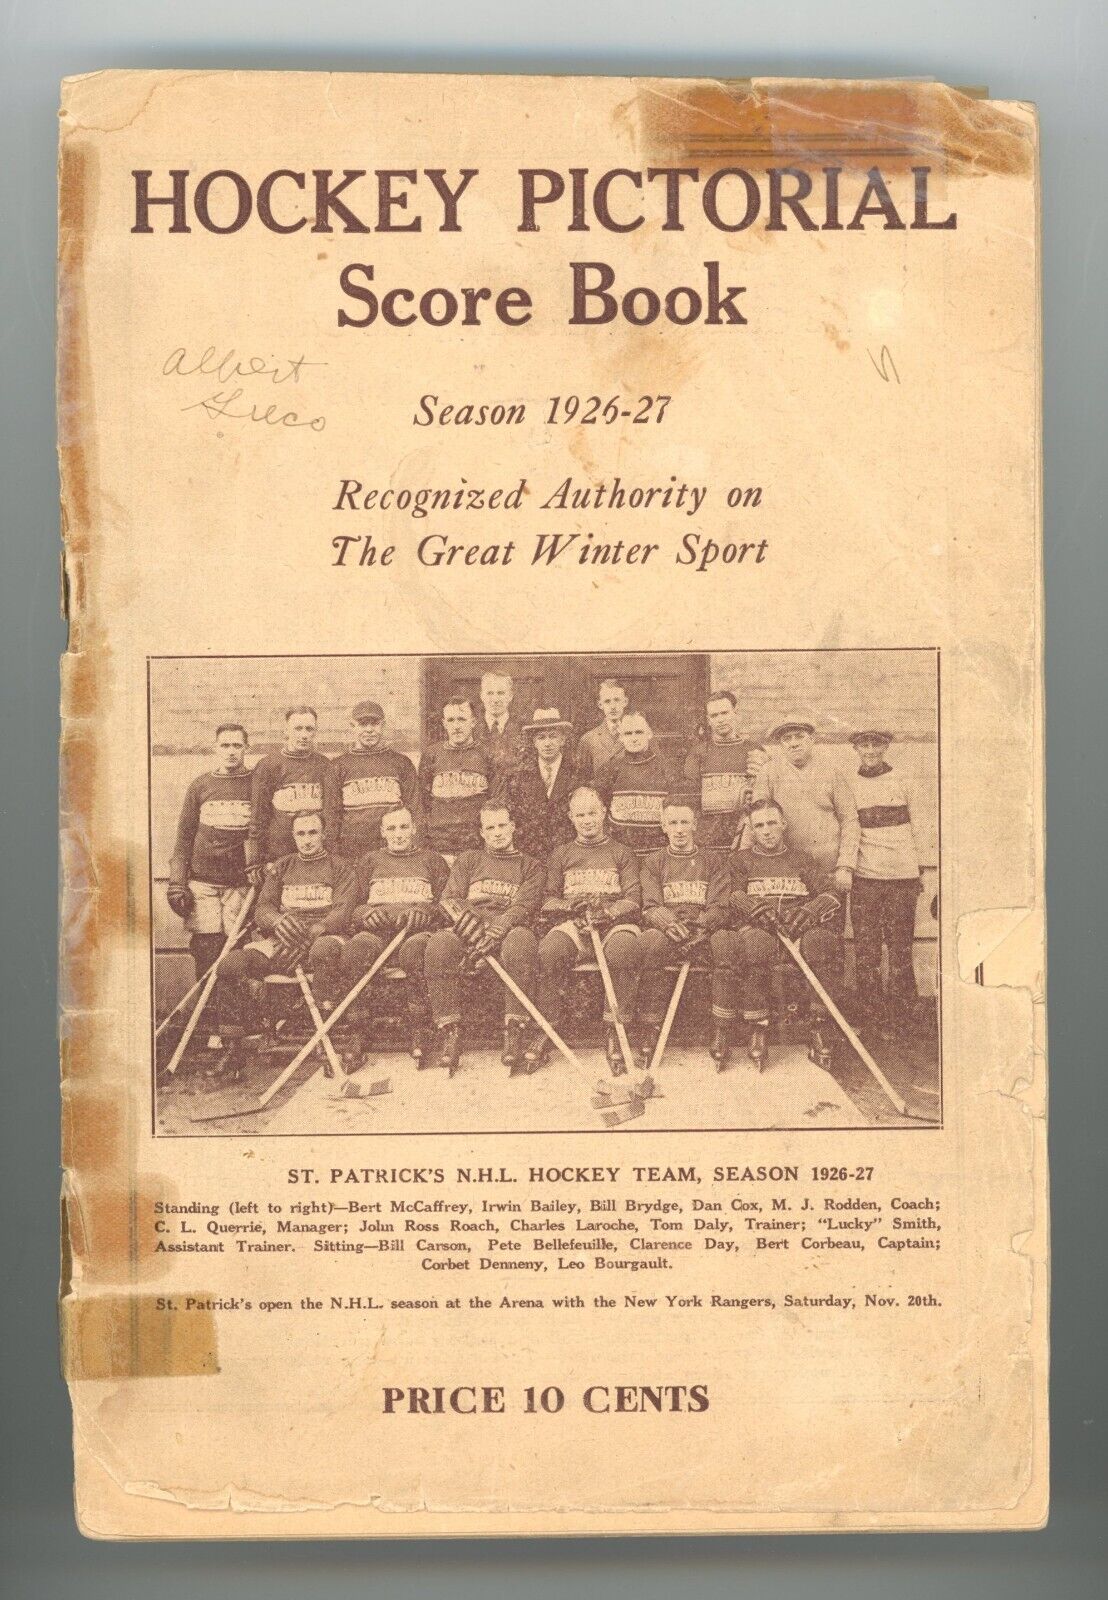 HOCKEY PICTORIAL
Score Book
Albert
Greco
Season 1926-27
Recognized Authority on
The Great Winter Sport
ST. PATRICK'S N.H.L. HOCKEY TEAM, SEASON 1926-27
Standing (left to right)—Bert McCaffrey, Irwin Bailey, Bill Brydge, Dan Cox, M. J. Rodden, Coach;
C. L. Querrie, Manager; John Ross Roach, Charles Laroche, Tom Daly, Trainer; "Lucky" Smith,
Assistant Trainer. Sitting—Bill Carson, Pete Bellefeuille, Clarence Day, Bert Corbeau, Captain;
Corbet Denneny, Leo Bourgault.
St. Patrick's open the N.H.L. season at the Arena with the New York Rangers, Saturday, Nov. 20th.
PRICE 10 CENTS